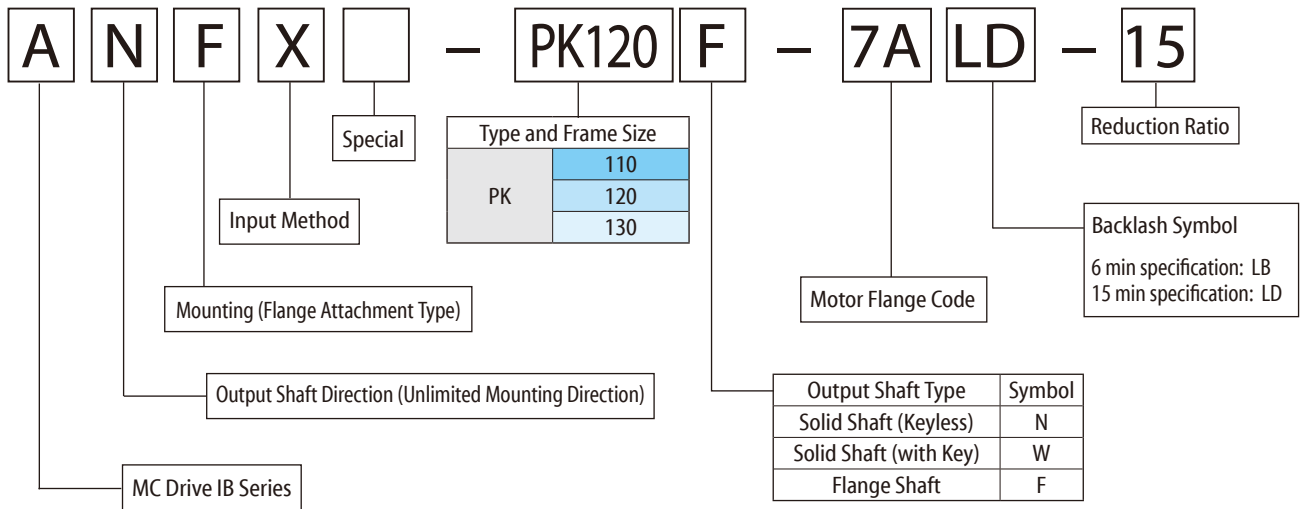 A N F X – PK120 F – 7A LD – 15
Special
Type and Frame Size
PK
110
120
130
Reduction Ratio
Input Method
Backlash Symbol
6 min specification: LB
15 min specification: LD
Mounting (Flange Attachment Type)
Motor Flange Code
Output Shaft Direction (Unlimited Mounting Direction)
Output Shaft Type Symbol
Solid Shaft (Keyless) N
Solid Shaft (with Key) W
Flange Shaft F
MC Drive IB Series